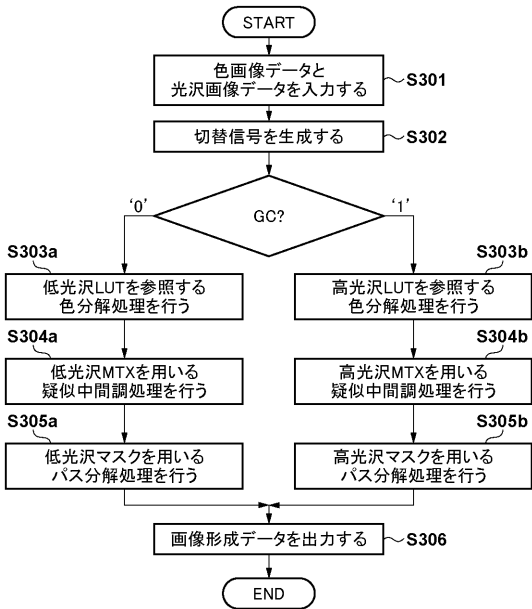 START
色画像データと
光沢画像データを入力する
S301
切替信号を生成する
S302
GC?
‘0’
‘1’
S303a
低光沢LUTを参照する
色分解処理を行う
S303b
高光沢LUTを参照する
色分解処理を行う
S304a
低光沢MTXを用いる
疑似中間調処理を行う
S304b
高光沢MTXを用いる
疑似中間調処理を行う
S305a
低光沢マスクを用いる
パス分解処理を行う
S305b
高光沢マスクを用いる
パス分解処理を行う
画像形成データを出力する
S306
END